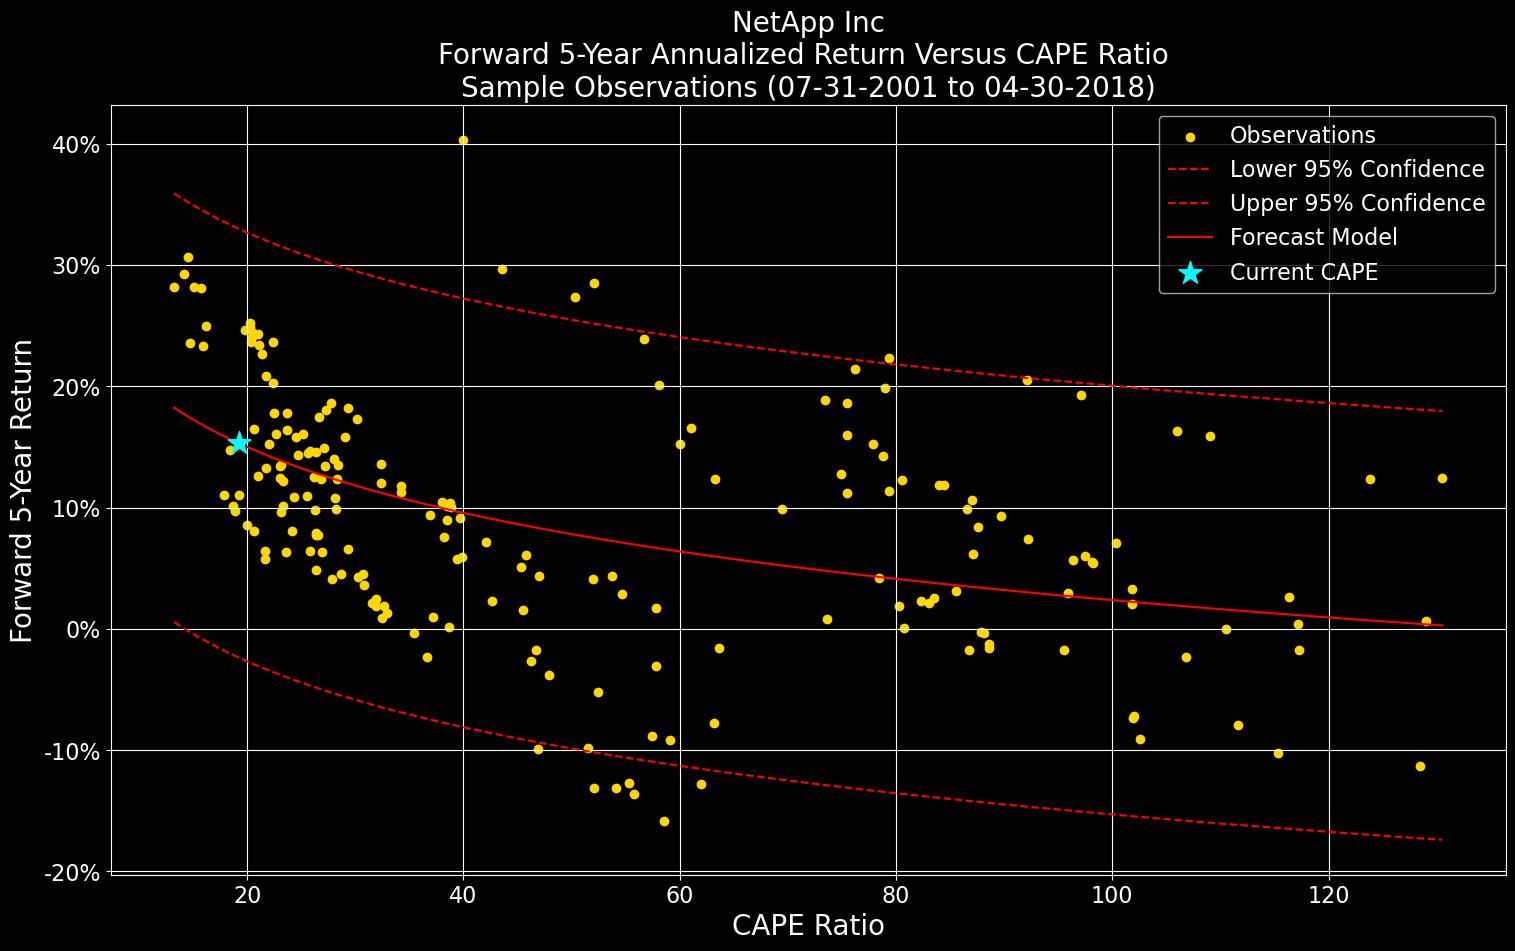 NetApp Inc
Forward 5-Year Annualized Return Versus CAPE Ratio
Sample Observations (07-31-2001 to 04-30-2018)
Observations
Lower 95% Confidence
Upper 95% Confidence
Forecast Model
Current CAPE
Forward 5-Year Return
40%
30%
20%
10%
0%
-10%
-20%
20 40 60 80 100 120
CAPE Ratio